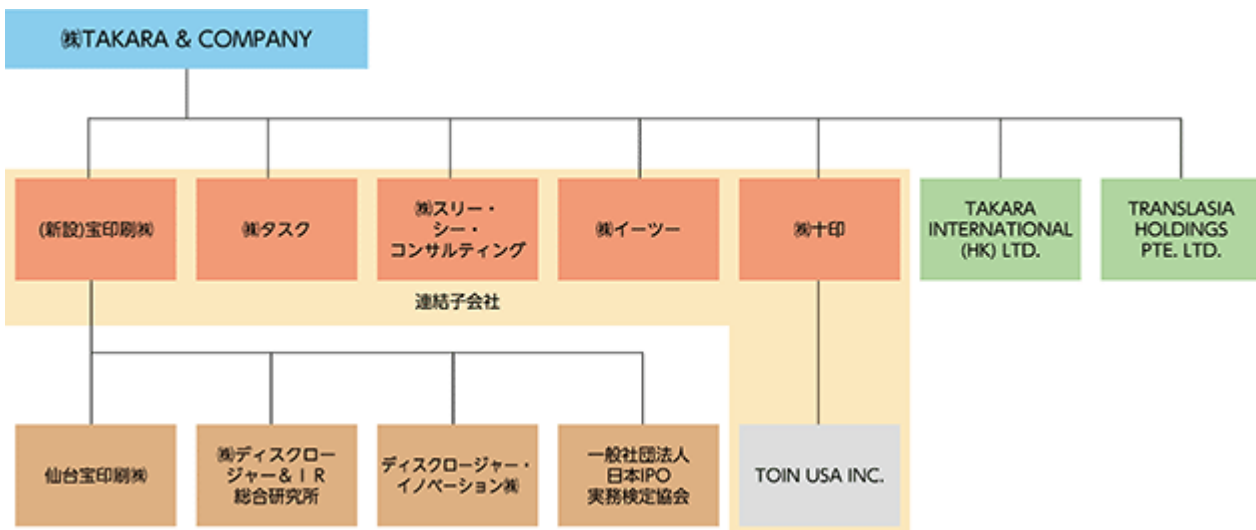 ㈱TAKARA & COMPANY
(新設)宝印刷㈱
㈱タスク
㈱スリー・
シー・
コンサルティング
㈱イーツー
㈱十印
TAKARA
INTERNATIONAL
(HK) LTD.
TRANSLASIA
HOLDINGS
PTE. LTD.
連結子会社
仙台宝印刷㈱
㈱ディスクロー
ジャー＆ＩＲ
総合研究所
ディスクロージャー・
イノベーション㈱
一般社団法人
日本IPO
実務検定協会
TOIN USA INC.